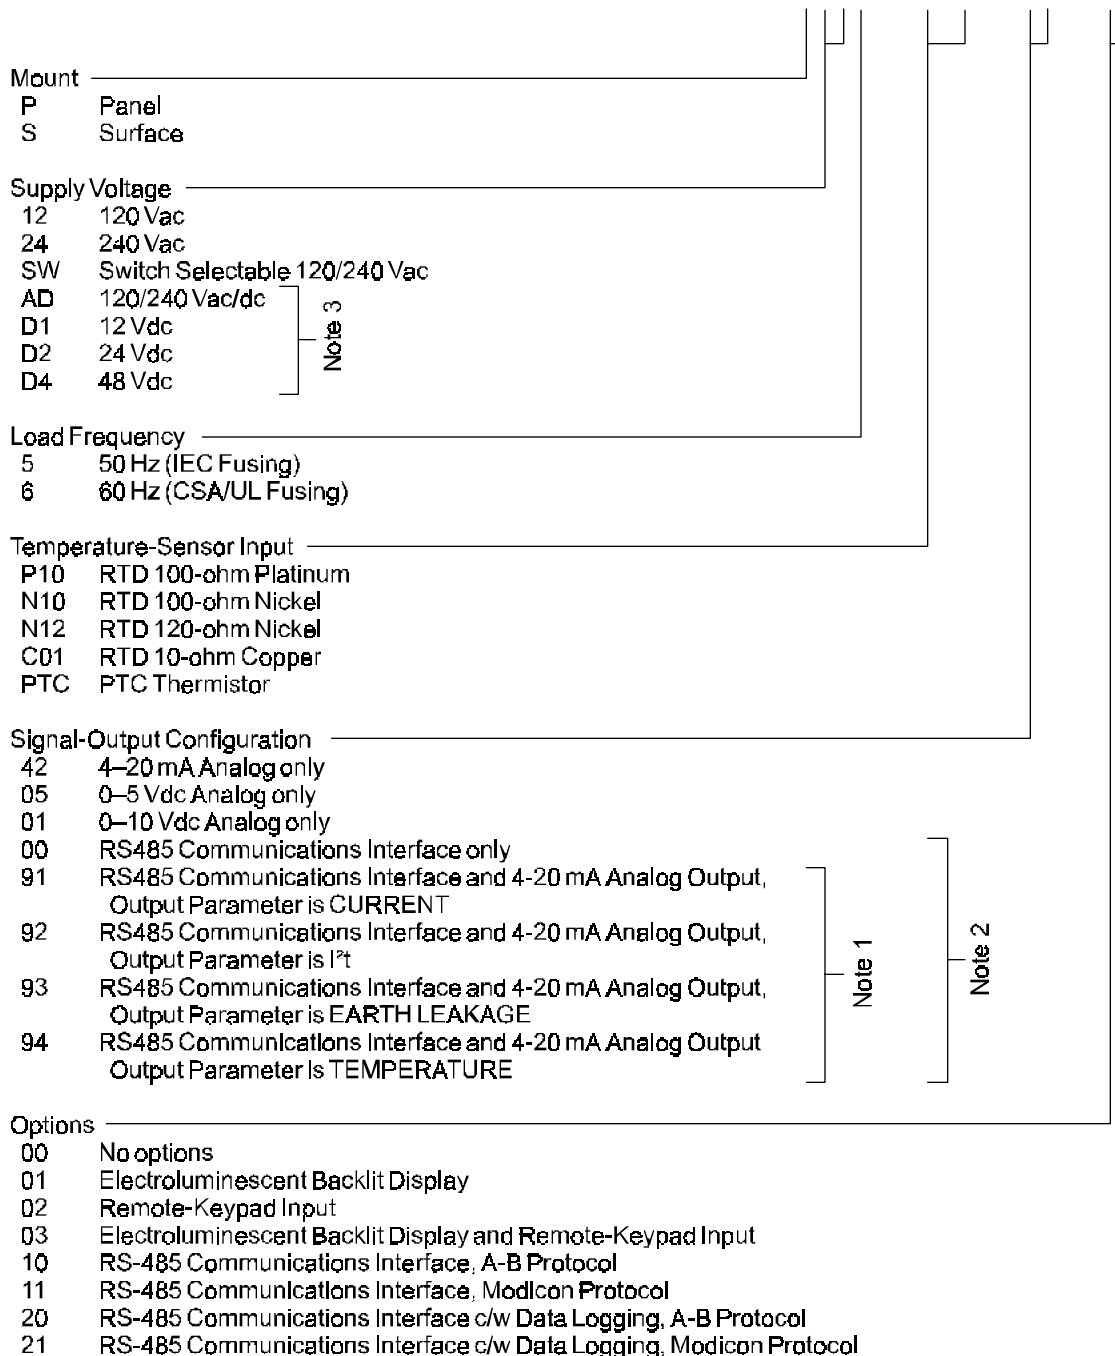 Mount
P Panel
S Surface
Supply Voltage
12 120 Vac
24 240 Vac
SW Switch Selectable 120/240 Vac
AD 120/240 Vac/dc
D1 12 Vdc
D2 24 Vdc
D4 48 Vdc
Note 3
Load Frequency
5 50 Hz (IEC Fusing)
6 60 Hz (CSA/UL Fusing)
Temperature-Sensor Input
P10 RTD 100-ohm Platinum
N10 RTD 100-ohm Nickel
N12 RTD 120-ohm Nickel
C01 RTD 10-ohm Copper
PTC PTC Thermistor
Signal-Output Configuration
42 4–20 mA Analog only
05 0–5 Vdc Analog only
01 0–10 Vdc Analog only
00 RS485 Communications Interface only
91 RS485 Communications Interface and 4-20 mA Analog Output,
Output Parameter is CURRENT
92 RS485 Communications Interface and 4-20 mA Analog Output,
Output Parameter is I²t
93 RS485 Communications Interface and 4-20 mA Analog Output,
Output Parameter is EARTH LEAKAGE
94 RS485 Communications Interface and 4-20 mA Analog Output
Output Parameter is TEMPERATURE
Note 1
Note 2
Options
00 No options
01 Electroluminescent Backlit Display
02 Remote-Keypad Input
03 Electroluminescent Backlit Display and Remote-Keypad Input
10 RS-485 Communications Interface, A-B Protocol
11 RS-485 Communications Interface, Modicon Protocol
20 RS-485 Communications Interface c/w Data Logging, A-B Protocol
21 RS-485 Communications Interface c/w Data Logging, Modicon Protocol